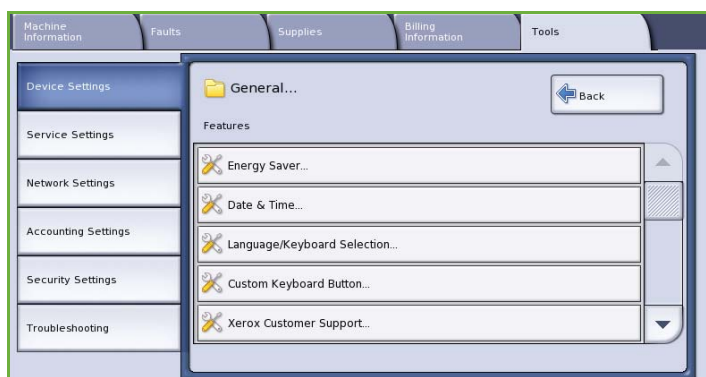 Machine
Information
Faults
Supplies
Billing
Information
Tools
Device Settings
Service Settings
Network Settings
Accounting Settings
Security Settings
Troubleshooting
General...
Back
Features
Energy Saver...
Date & Time...
Language/Keyboard Selection...
Custom Keyboard Button...
Xerox Customer Support...